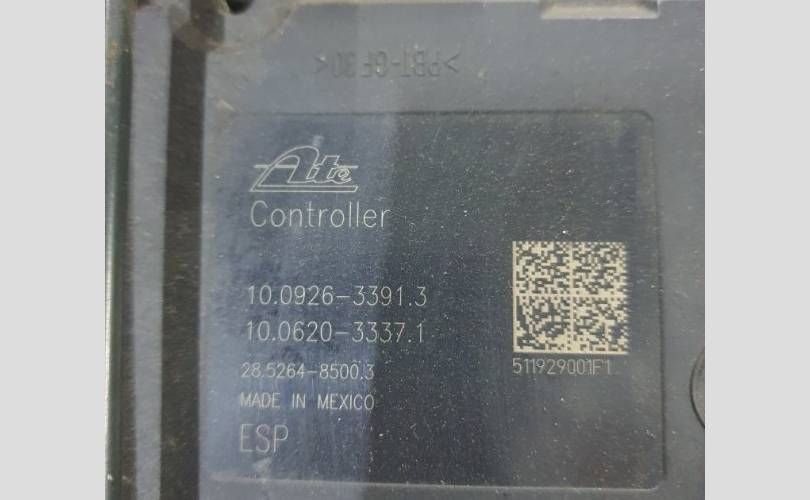 >PBT-GF30<
Ate
Controller
10.0926-3391.3
10.0620-3337.1
28.5264-8500.3
MADE IN MEXICO
ESP
511929001F1